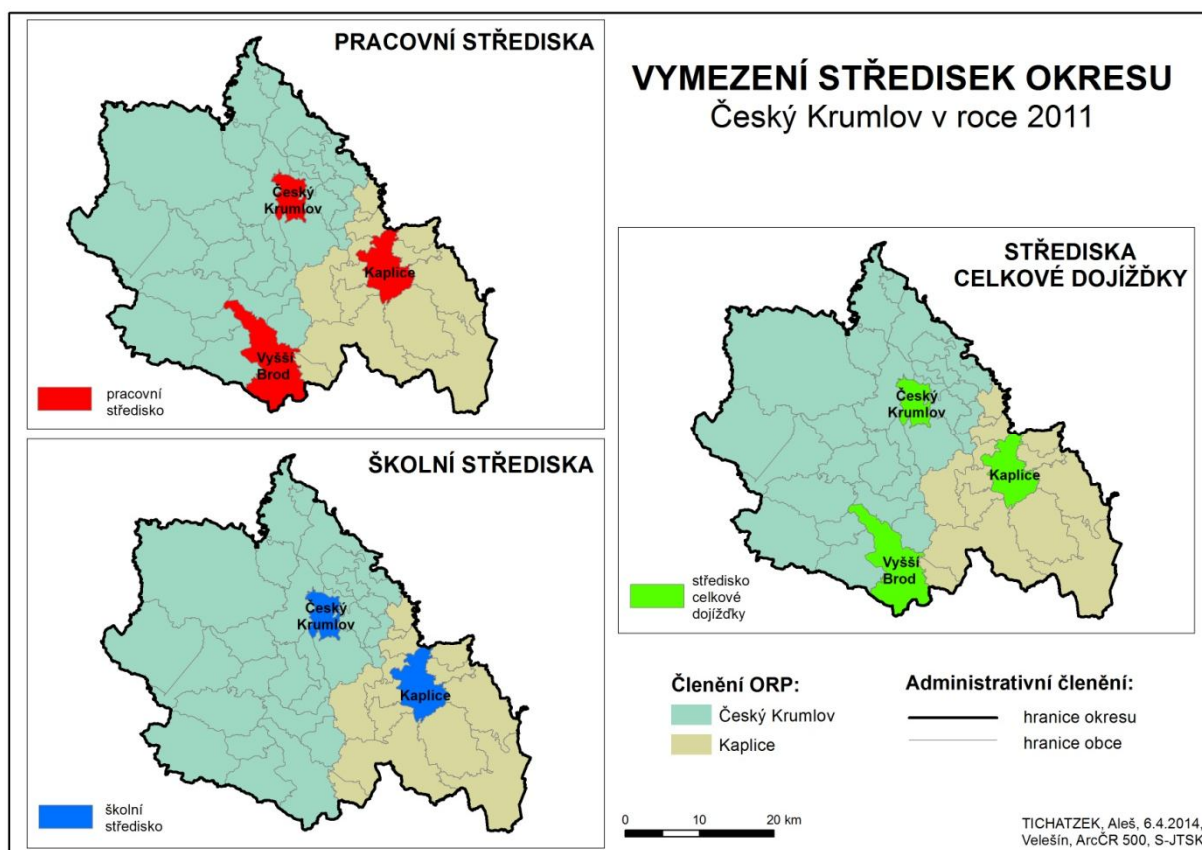 PRACOVNÍ STŘEDISKA
Český
Krumlov
Kaplice
Vyšší
Brod
pracovní
středisko
ŠKOLNÍ STŘEDISKA
Český
Krumlov
Kaplice
školní
středisko
VYMEZENÍ STŘEDISEK OKRESU
Český Krumlov v roce 2011
STŘEDISKA
CELKOVÉ DOJÍŽĎKY
Český
Krumlov
Kaplice
Vyšší
Brod
středisko
celkové
dojížďky
Členění ORP:
Český Krumlov
Kaplice
Administrativní členění:
hranice okresu
hranice obce
0 10 20 km
TICHATZEK, Aleš, 6.4.2014,
Velešín, ArcČR 500, S-JTSK